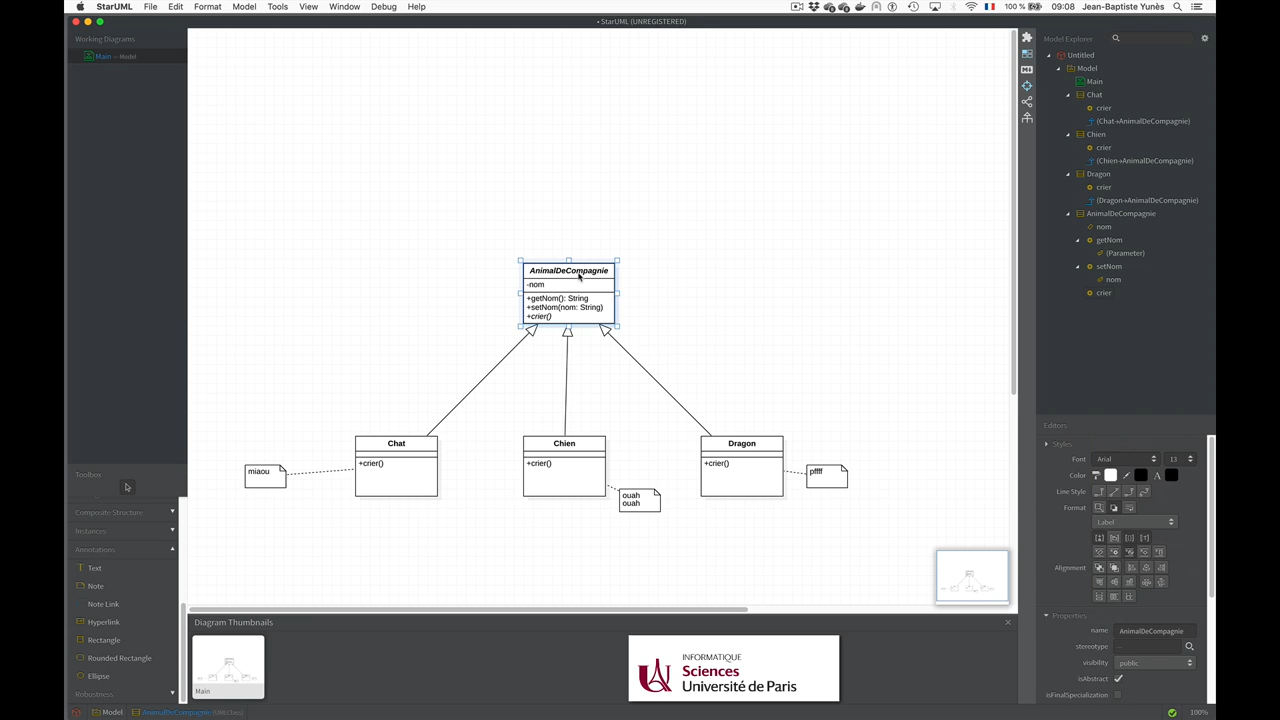 StarUML File Edit Format Model Tools View Window Debug Help
100 % 09:08 Jean-Baptiste Yunès
• StarUML (UNREGISTERED)
Working Diagrams
Main — Model
Toolbox
Composite Structure
Instances
Annotations
Text
Note
Note Link
Hyperlink
Rectangle
Rounded Rectangle
Ellipse
Robustness
AnimalDeCompagnie
-nom
+getNom(): String
+setNom(nom: String)
+crier()
Chat
+crier()
miaou
Chien
+crier()
ouah
ouah
Dragon
+crier()
pffff
Diagram Thumbnails
Main
INFORMATIQUE
Sciences
Université de Paris
Model Explorer
Untitled
Model
Main
Chat
crier
(Chat→AnimalDeCompagnie)
Chien
crier
(Chien→AnimalDeCompagnie)
Dragon
crier
(Dragon→AnimalDeCompagnie)
AnimalDeCompagnie
nom
getNom
(Parameter)
setNom
nom
crier
Editors
Styles
Font Arial 13
Color A
Line Style
Format
Label
Alignment
Properties
name AnimalDeCompagnie
stereotype —
visibility public
isAbstract
isFinalSpecialization
Model AnimalDeCompagnie (UMLClass)
100%